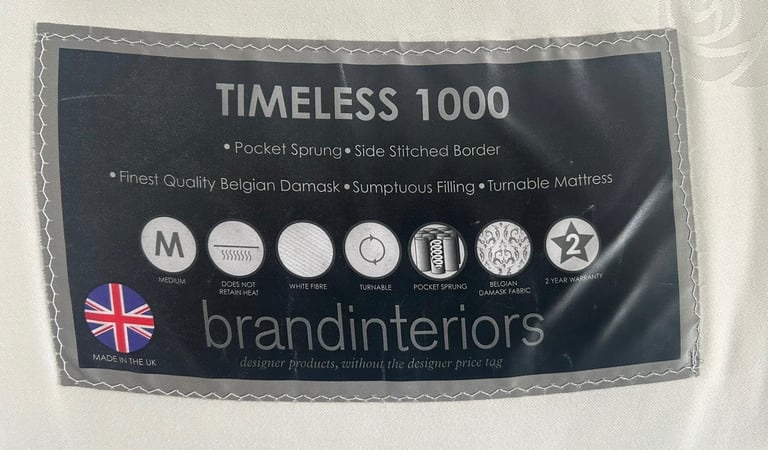 TIMELESS 1000
• Pocket Sprung • Side Stitched Border
• Finest Quality Belgian Damask • Sumptuous Filling • Turnable Mattress
M
2
MEDIUM
DOES NOT RETAIN HEAT
WHITE FIBRE
TURNABLE
POCKET SPRUNG
BELGIAN DAMASK FABRIC
2 YEAR WARRANTY
brandinteriors
designer products, without the designer price tag
MADE IN THE UK